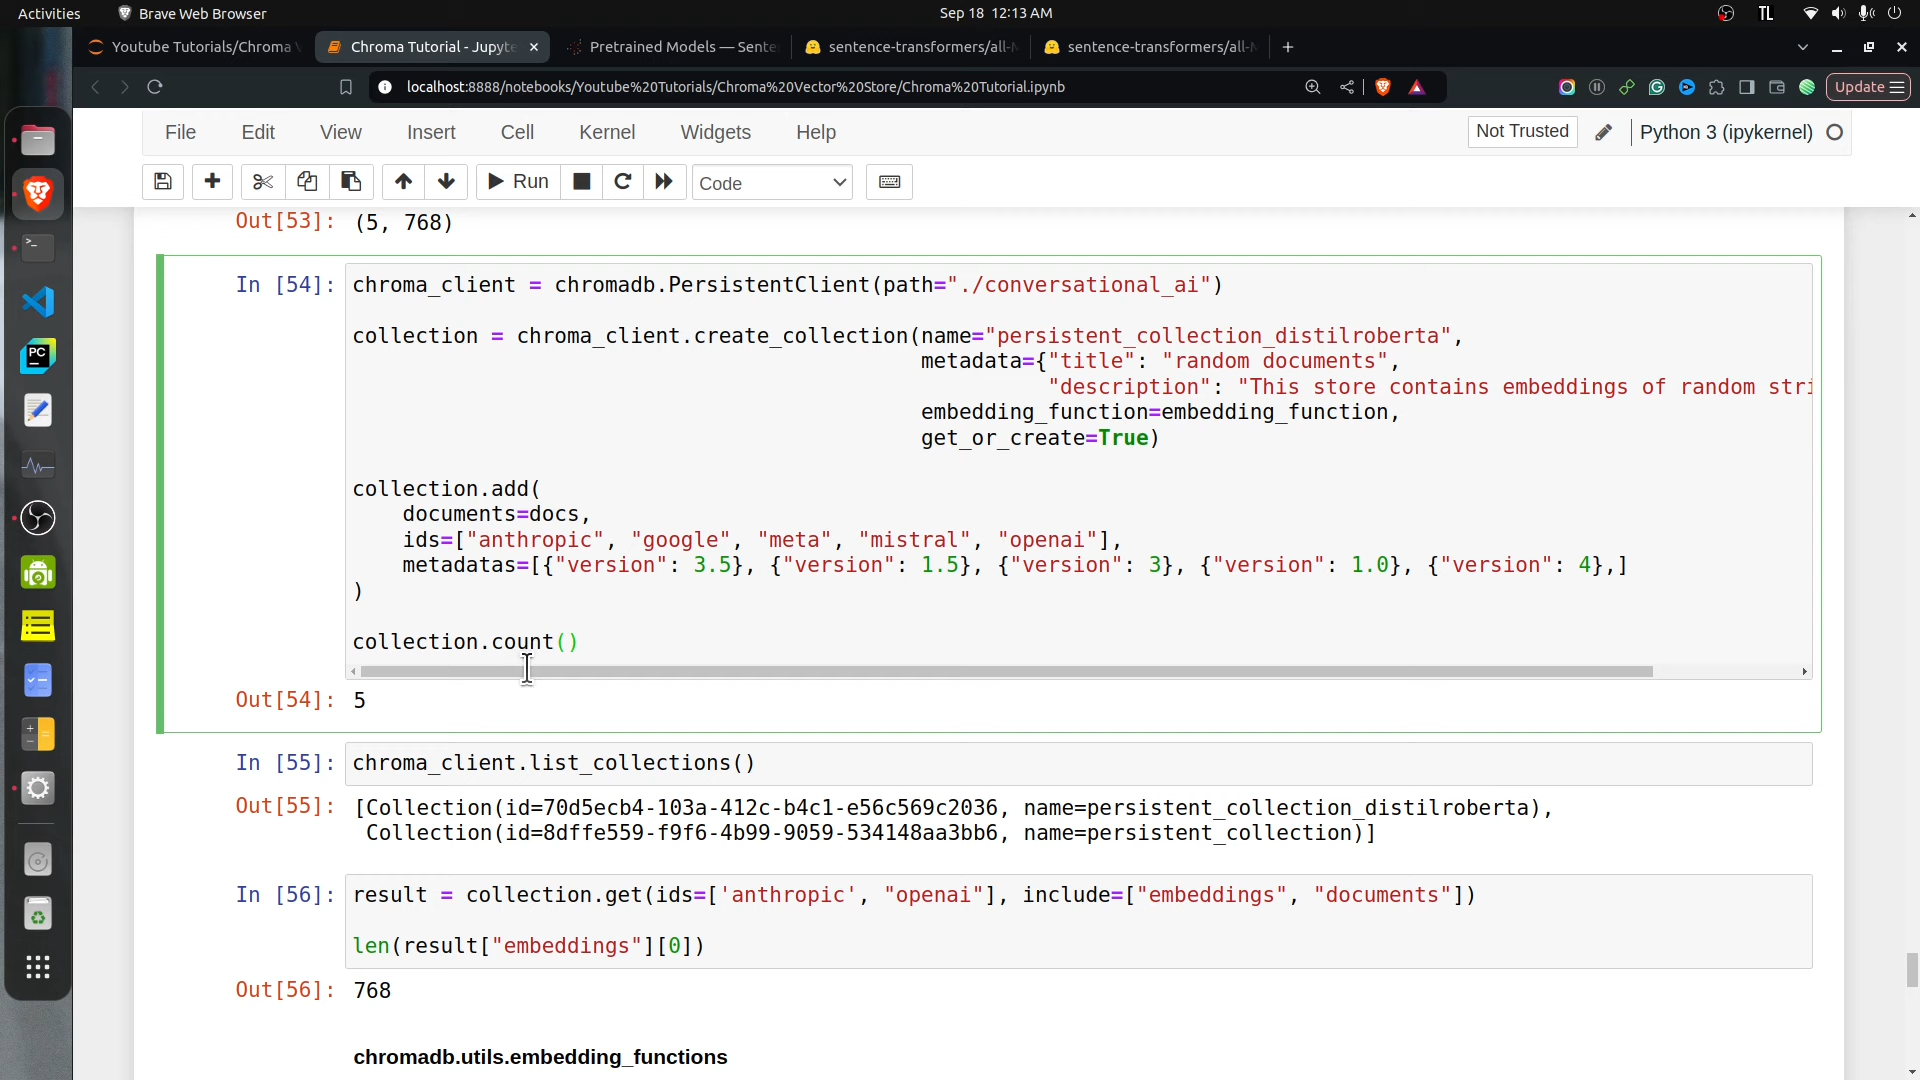 Activities
Brave Web Browser
Sep 18 12:13 AM
TL
Youtube Tutorials/Chroma
Chroma Tutorial - Jupyte
Pretrained Models — Sente
sentence-transformers/all-
sentence-transformers/all-
localhost:8888/notebooks/Youtube%20Tutorials/Chroma%20Vector%20Store/Chroma%20Tutorial.ipynb
Update
File Edit View Insert Cell Kernel Widgets Help
Not Trusted
Python 3 (ipykernel)
Run
Code
Out[53]: (5, 768)
In [54]: chroma_client = chromadb.PersistentClient(path="./conversational_ai")
collection = chroma_client.create_collection(name="persistent_collection_distilroberta",
metadata={"title": "random documents",
"description": "This store contains embeddings of random stri
embedding_function=embedding_function,
get_or_create=True)
collection.add(
documents=docs,
ids=["anthropic", "google", "meta", "mistral", "openai"],
metadatas=[{"version": 3.5}, {"version": 1.5}, {"version": 3}, {"version": 1.0}, {"version": 4},]
)
collection.count()
Out[54]: 5
In [55]: chroma_client.list_collections()
Out[55]: [Collection(id=70d5ecb4-103a-412c-b4c1-e56c569c2036, name=persistent_collection_distilroberta),
Collection(id=8dffe559-f9f6-4b99-9059-534148aa3bb6, name=persistent_collection)]
In [56]: result = collection.get(ids=['anthropic', "openai"], include=["embeddings", "documents"])
len(result["embeddings"][0])
Out[56]: 768
chromadb.utils.embedding_functions